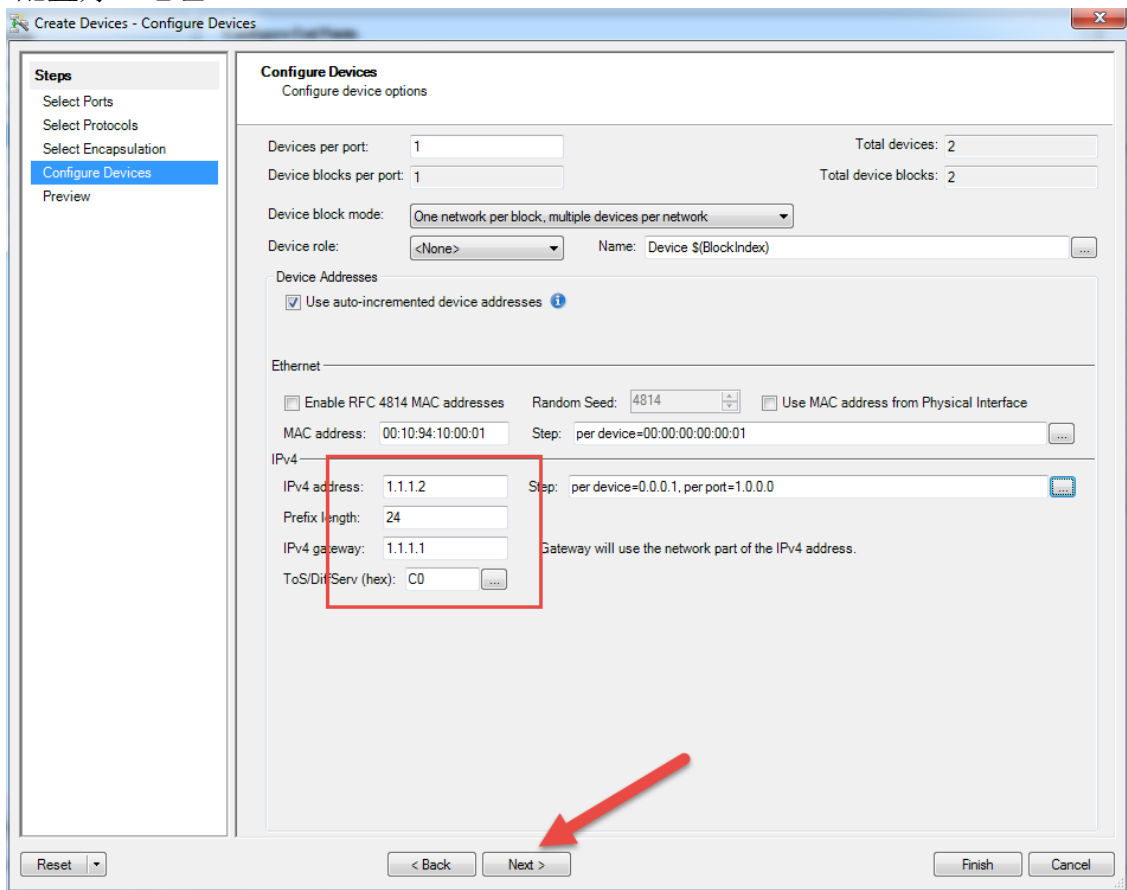 Create Devices - Configure Devices
Steps
Select Ports
Select Protocols
Select Encapsulation
Configure Devices
Preview
Configure Devices
Configure device options
Devices per port: 1 Total devices: 2
Device blocks per port: 1 Total device blocks: 2
Device block mode: One network per block, multiple devices per network
Device role: <None> Name: Device $(BlockIndex) ...
Device Addresses
Use auto-incremented device addresses
Ethernet
Enable RFC 4814 MAC addresses Random Seed: 4814 Use MAC address from Physical Interface
MAC address: 00:10:94:10:00:01 Step: per device=00:00:00:00:00:01 ...
IPv4
IPv4 address: 1.1.1.2 Step: per device=0.0.0.1, per port=1.0.0.0 ...
Prefix length: 24
IPv4 gateway: 1.1.1.1 Gateway will use the network part of the IPv4 address.
ToS/DiffServ (hex): C0 ...
Reset < Back Next > Finish Cancel